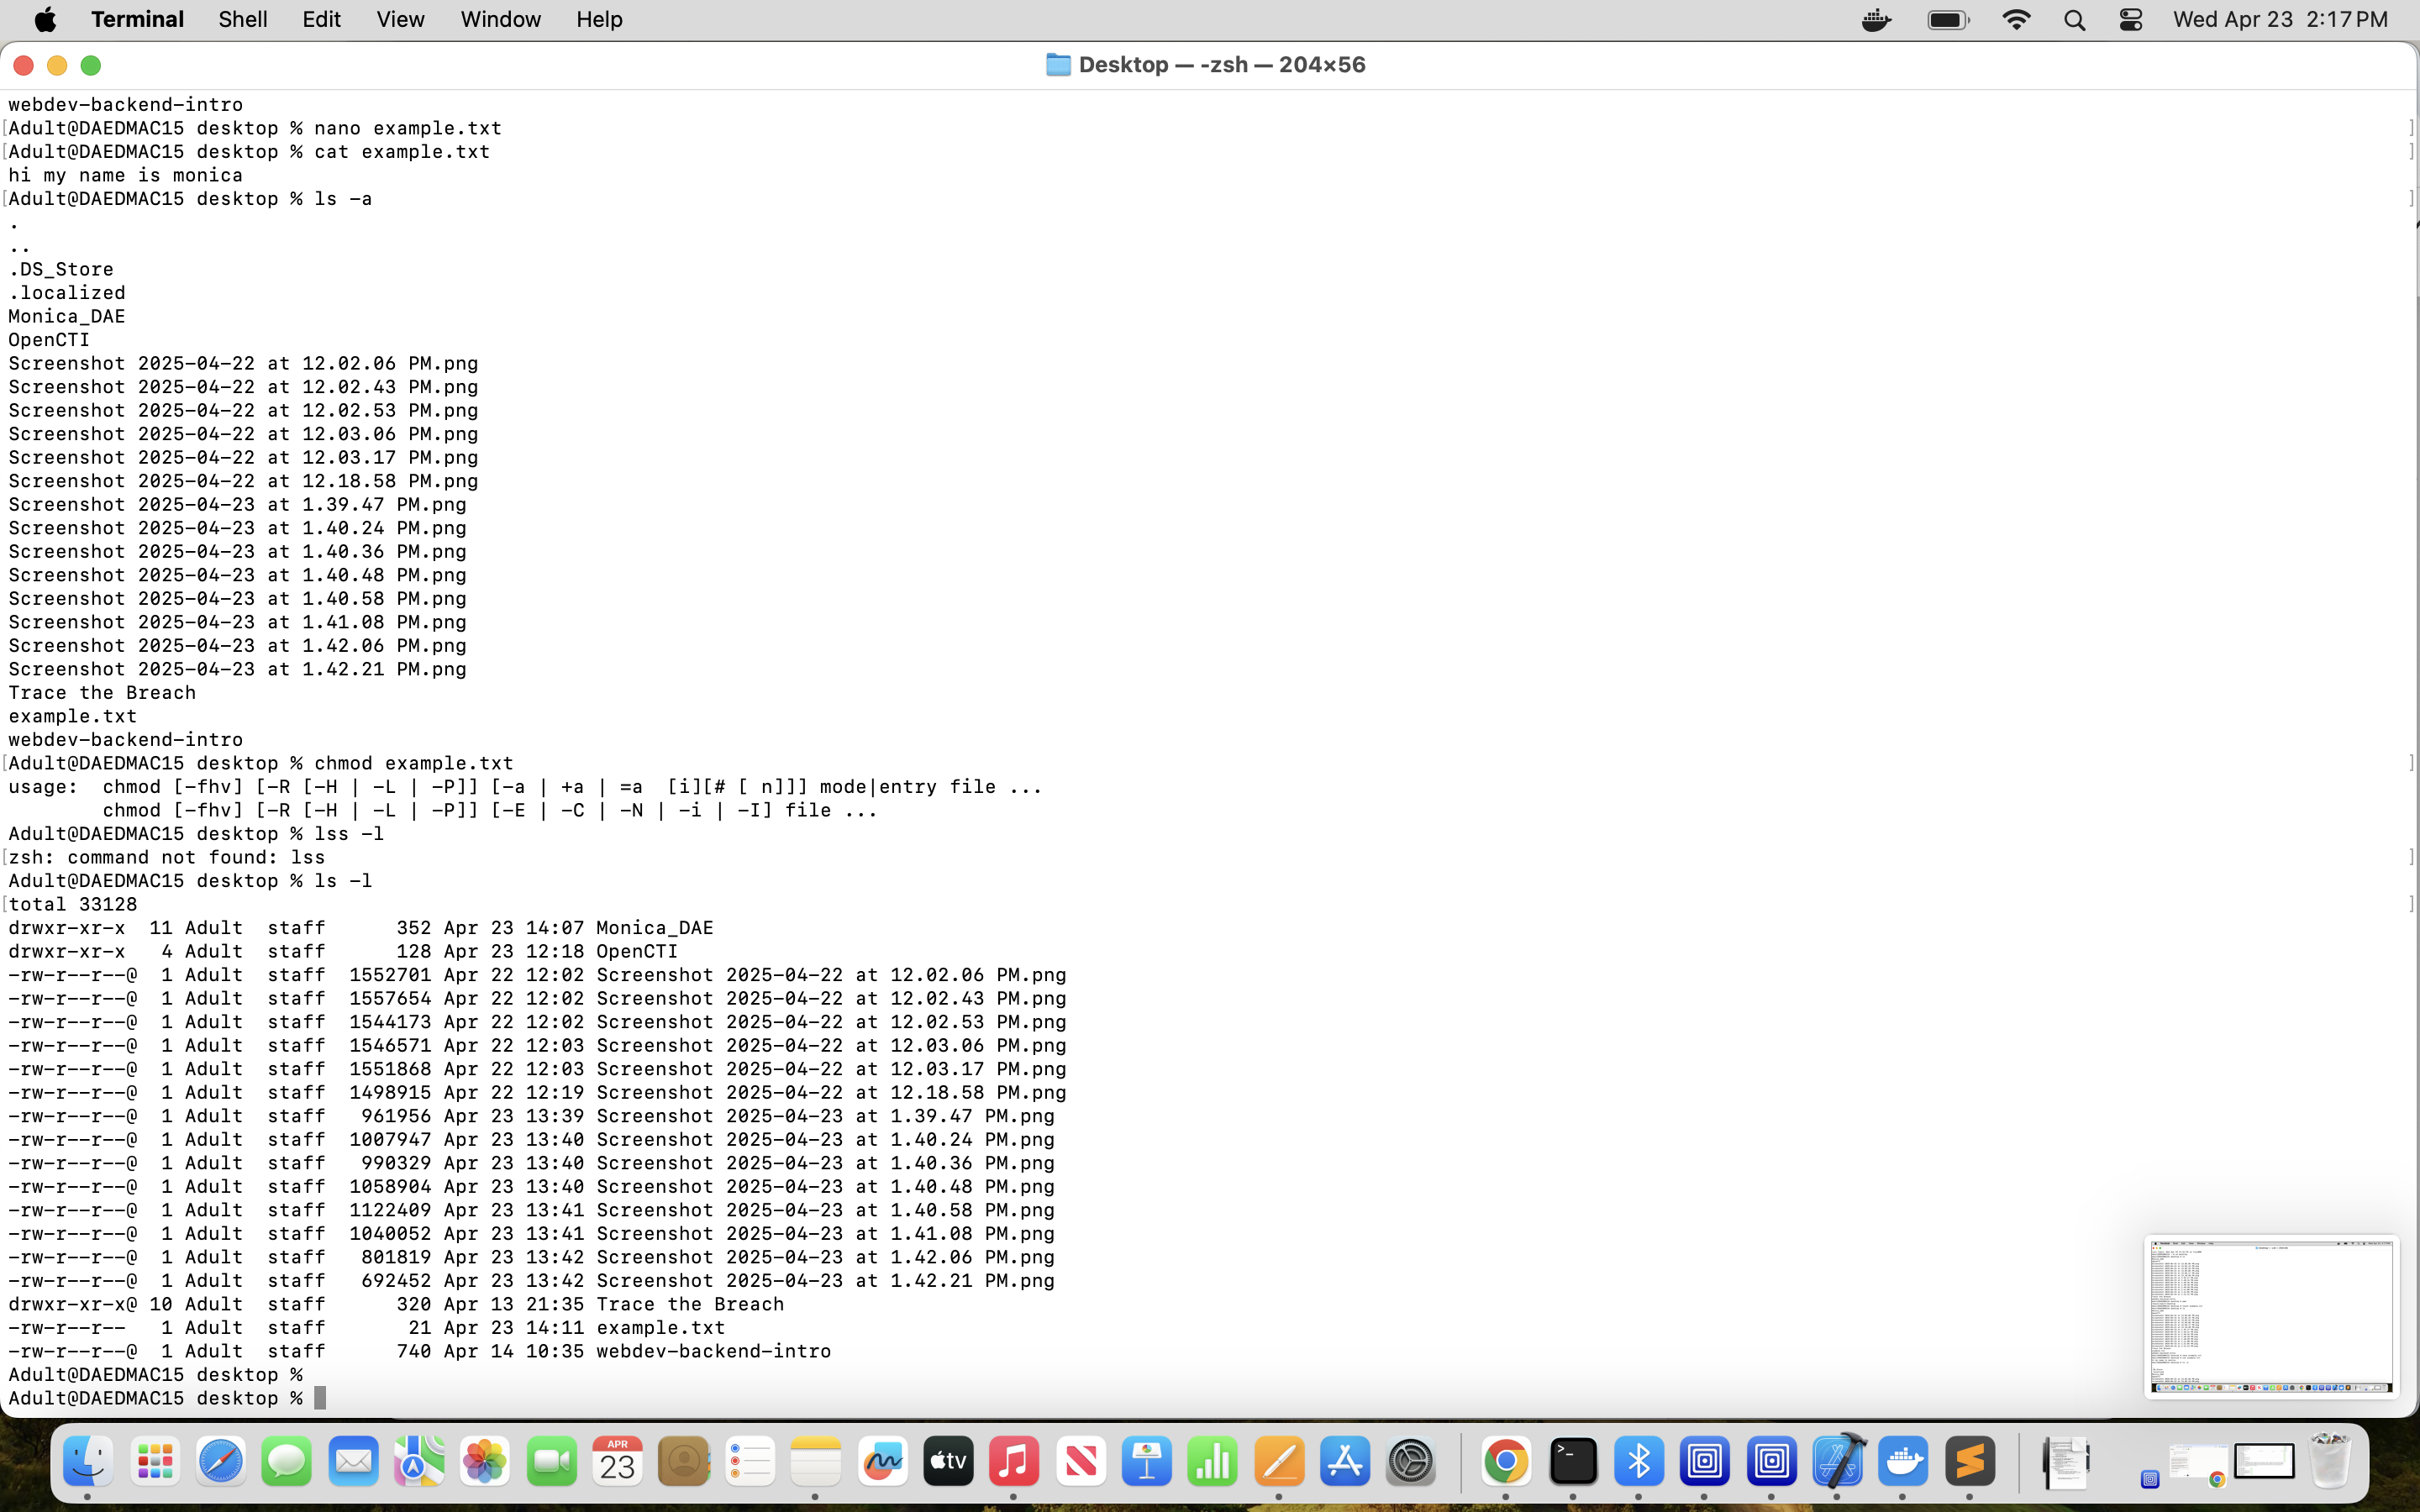 Terminal Shell Edit View Window Help Wed Apr 23 2:17 PM
Desktop — -zsh — 204×56
webdev-backend-intro
[Adult@DAEDMAC15 desktop % nano example.txt ]
[Adult@DAEDMAC15 desktop % cat example.txt ]
hi my name is monica
[Adult@DAEDMAC15 desktop % ls -a ]
.
..
.DS_Store
.localized
Monica_DAE
OpenCTI
Screenshot 2025-04-22 at 12.02.06 PM.png
Screenshot 2025-04-22 at 12.02.43 PM.png
Screenshot 2025-04-22 at 12.02.53 PM.png
Screenshot 2025-04-22 at 12.03.06 PM.png
Screenshot 2025-04-22 at 12.03.17 PM.png
Screenshot 2025-04-22 at 12.18.58 PM.png
Screenshot 2025-04-23 at 1.39.47 PM.png
Screenshot 2025-04-23 at 1.40.24 PM.png
Screenshot 2025-04-23 at 1.40.36 PM.png
Screenshot 2025-04-23 at 1.40.48 PM.png
Screenshot 2025-04-23 at 1.40.58 PM.png
Screenshot 2025-04-23 at 1.41.08 PM.png
Screenshot 2025-04-23 at 1.42.06 PM.png
Screenshot 2025-04-23 at 1.42.21 PM.png
Trace the Breach
example.txt
webdev-backend-intro
[Adult@DAEDMAC15 desktop % chmod example.txt ]
usage:  chmod [-fhv] [-R [-H | -L | -P]] [-a | +a | =a  [i][# [ n]]] mode|entry file ...
        chmod [-fhv] [-R [-H | -L | -P]] [-E | -C | -N | -i | -I] file ...
Adult@DAEDMAC15 desktop % lss -l
[zsh: command not found: lss ]
Adult@DAEDMAC15 desktop % ls -l
[total 33128 ]
drwxr-xr-x  11 Adult  staff      352 Apr 23 14:07 Monica_DAE
drwxr-xr-x   4 Adult  staff      128 Apr 23 12:18 OpenCTI
-rw-r--r--@  1 Adult  staff  1552701 Apr 22 12:02 Screenshot 2025-04-22 at 12.02.06 PM.png
-rw-r--r--@  1 Adult  staff  1557654 Apr 22 12:02 Screenshot 2025-04-22 at 12.02.43 PM.png
-rw-r--r--@  1 Adult  staff  1544173 Apr 22 12:02 Screenshot 2025-04-22 at 12.02.53 PM.png
-rw-r--r--@  1 Adult  staff  1546571 Apr 22 12:03 Screenshot 2025-04-22 at 12.03.06 PM.png
-rw-r--r--@  1 Adult  staff  1551868 Apr 22 12:03 Screenshot 2025-04-22 at 12.03.17 PM.png
-rw-r--r--@  1 Adult  staff  1498915 Apr 22 12:19 Screenshot 2025-04-22 at 12.18.58 PM.png
-rw-r--r--@  1 Adult  staff   961956 Apr 23 13:39 Screenshot 2025-04-23 at 1.39.47 PM.png
-rw-r--r--@  1 Adult  staff  1007947 Apr 23 13:40 Screenshot 2025-04-23 at 1.40.24 PM.png
-rw-r--r--@  1 Adult  staff   990329 Apr 23 13:40 Screenshot 2025-04-23 at 1.40.36 PM.png
-rw-r--r--@  1 Adult  staff  1058904 Apr 23 13:40 Screenshot 2025-04-23 at 1.40.48 PM.png
-rw-r--r--@  1 Adult  staff  1122409 Apr 23 13:41 Screenshot 2025-04-23 at 1.40.58 PM.png
-rw-r--r--@  1 Adult  staff  1040052 Apr 23 13:41 Screenshot 2025-04-23 at 1.41.08 PM.png
-rw-r--r--@  1 Adult  staff   801819 Apr 23 13:42 Screenshot 2025-04-23 at 1.42.06 PM.png
-rw-r--r--@  1 Adult  staff   692452 Apr 23 13:42 Screenshot 2025-04-23 at 1.42.21 PM.png
drwxr-xr-x@ 10 Adult  staff      320 Apr 13 21:35 Trace the Breach
-rw-r--r--   1 Adult  staff       21 Apr 23 14:11 example.txt
-rw-r--r--@  1 Adult  staff      740 Apr 14 10:35 webdev-backend-intro
Adult@DAEDMAC15 desktop %
Adult@DAEDMAC15 desktop %
APR
23
tv
>_